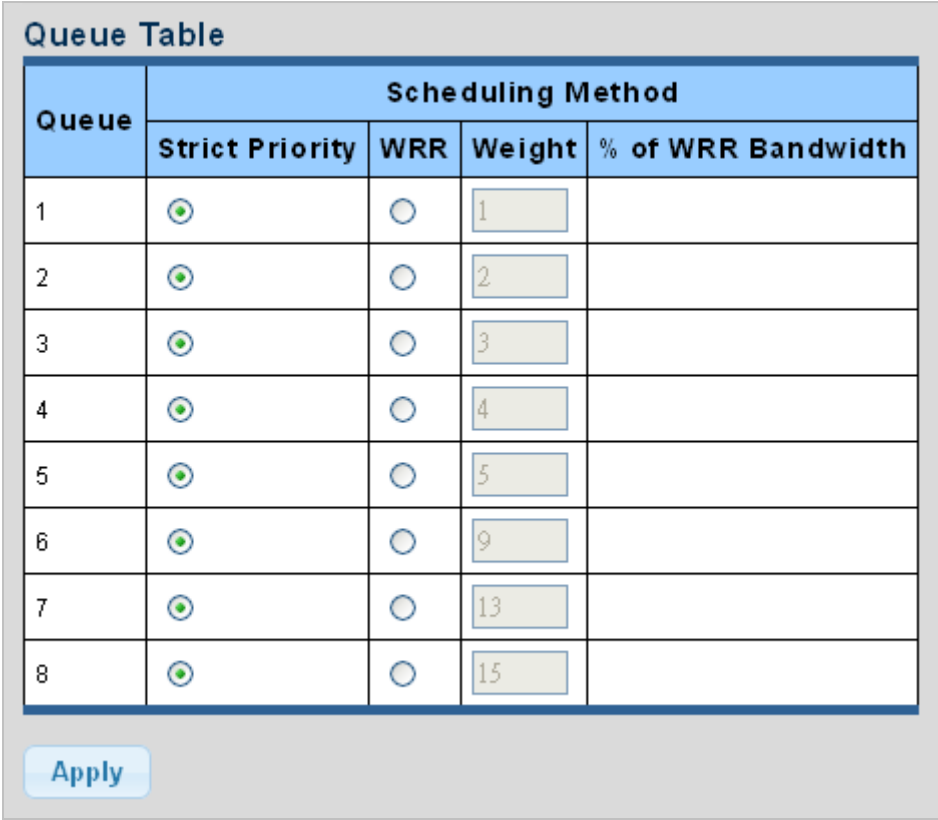 Queue Table
Queue
Scheduling Method
Strict Priority WRR Weight % of WRR Bandwidth
1 1
2 2
3 3
4 4
5 5
6 9
7 13
8 15
Apply